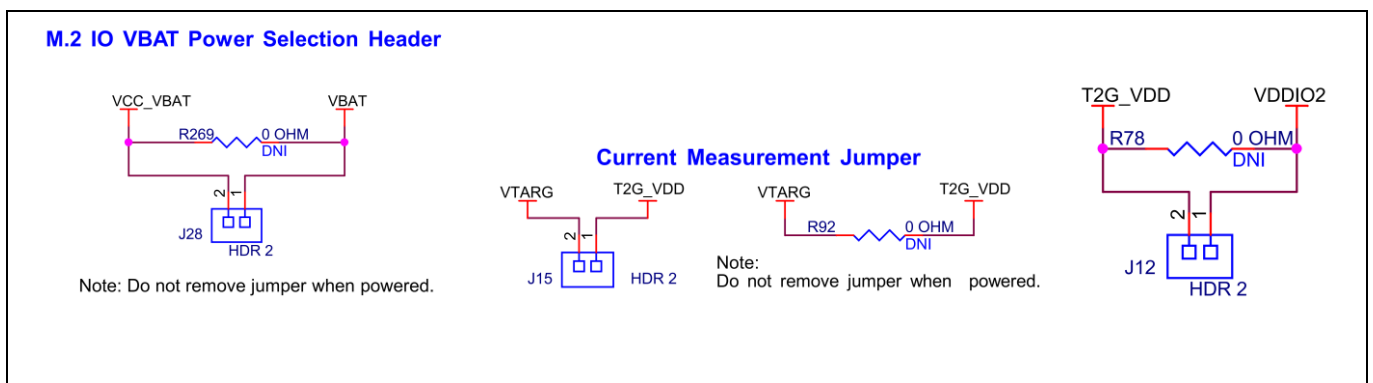 M.2 IO VBAT Power Selection Header
VCC_VBAT
VBAT
R269
0 OHM
DNI
2
1
J28
HDR 2
Note: Do not remove jumper when powered.
Current Measurement Jumper
VTARG
T2G_VDD
2
1
J15
HDR 2
VTARG
T2G_VDD
R92
0 OHM
DNI
Note:
Do not remove jumper when powered.
T2G_VDD
VDDIO2
R78
0 OHM
DNI
2
1
J12
HDR 2